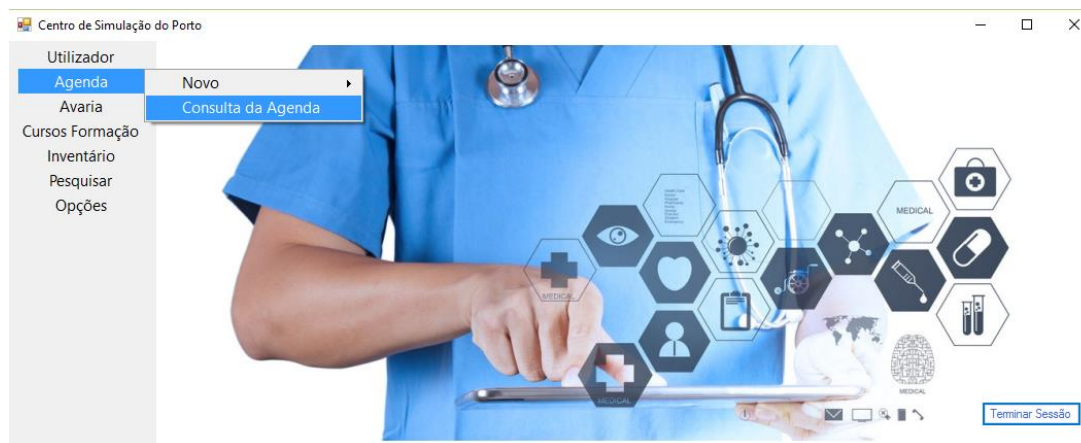 Centro de Simulação do Porto
Utilizador
Agenda
Novo
Consulta da Agenda
Avaria
Cursos Formação
Inventário
Pesquisar
Opções
MEDICAL
MEDICAL
MEDICAL
MEDICAL
Terminar Sessão